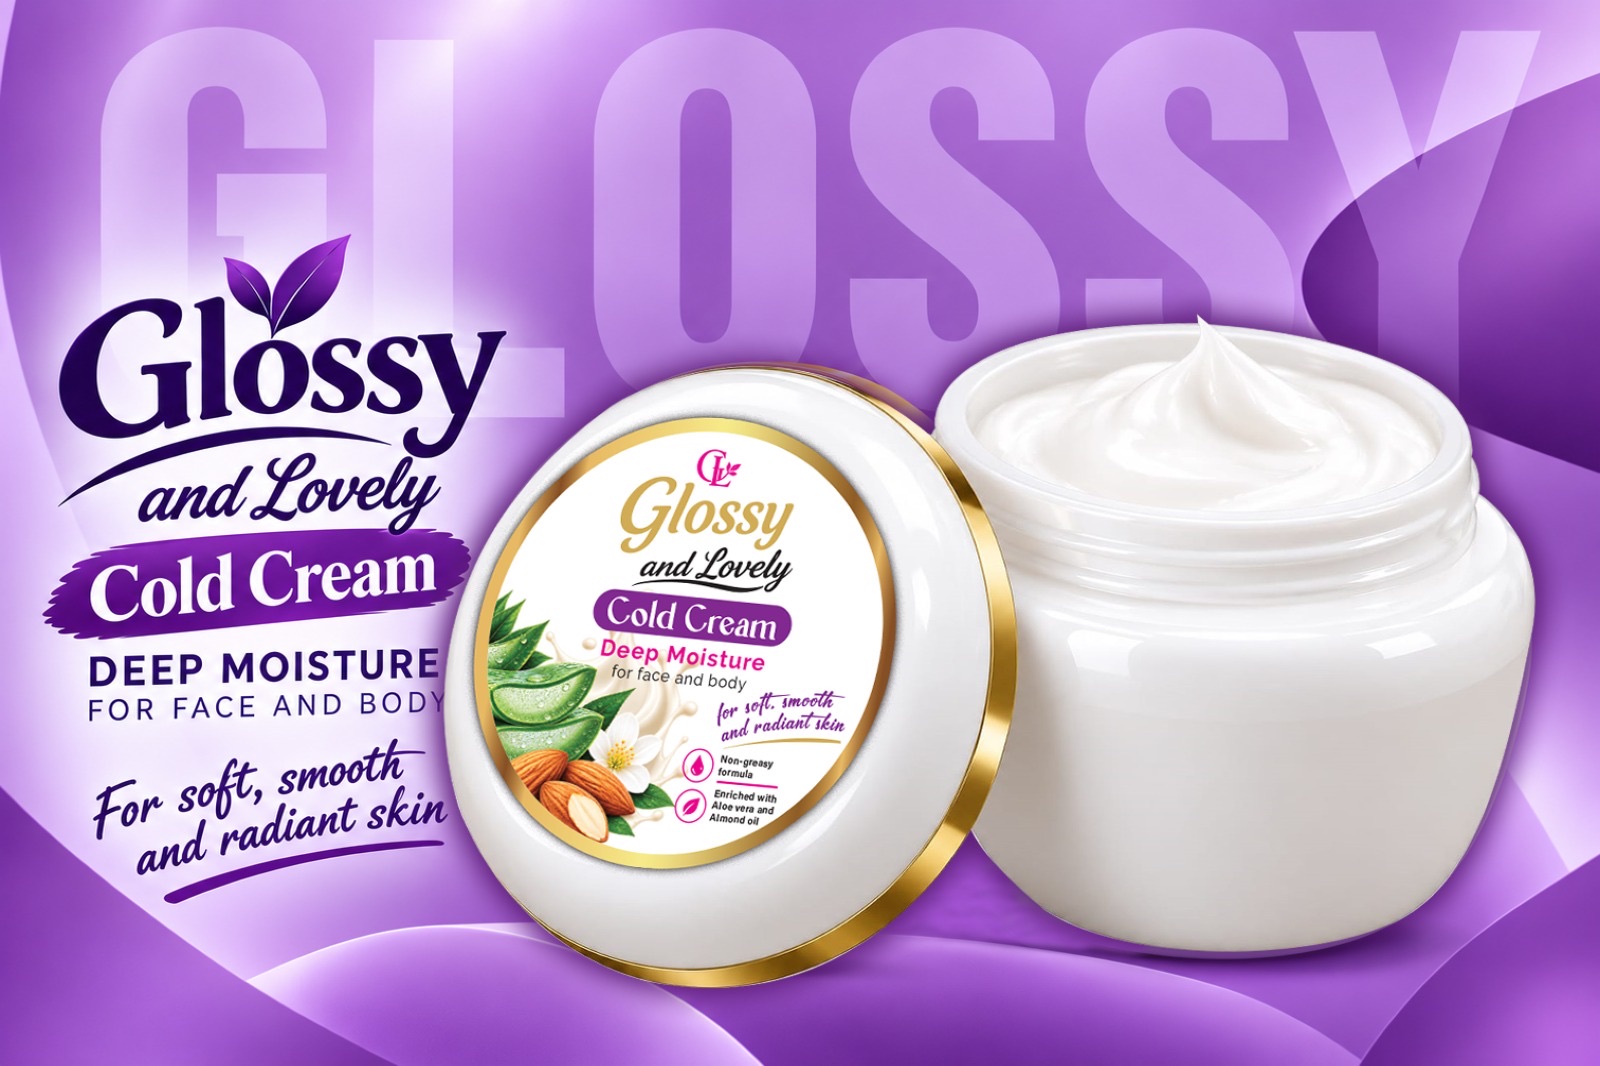 GLOSSY
Glossy
and Lovely
Cold Cream
DEEP MOISTURE
FOR FACE AND BODY
For soft, smooth
and radiant skin
GL
Glossy
and Lovely
Cold Cream
Deep Moisture
for face and body
for soft, smooth
and radiant skin
Non-greasy
formula
Enriched with
Aloe vera and
Almond oil